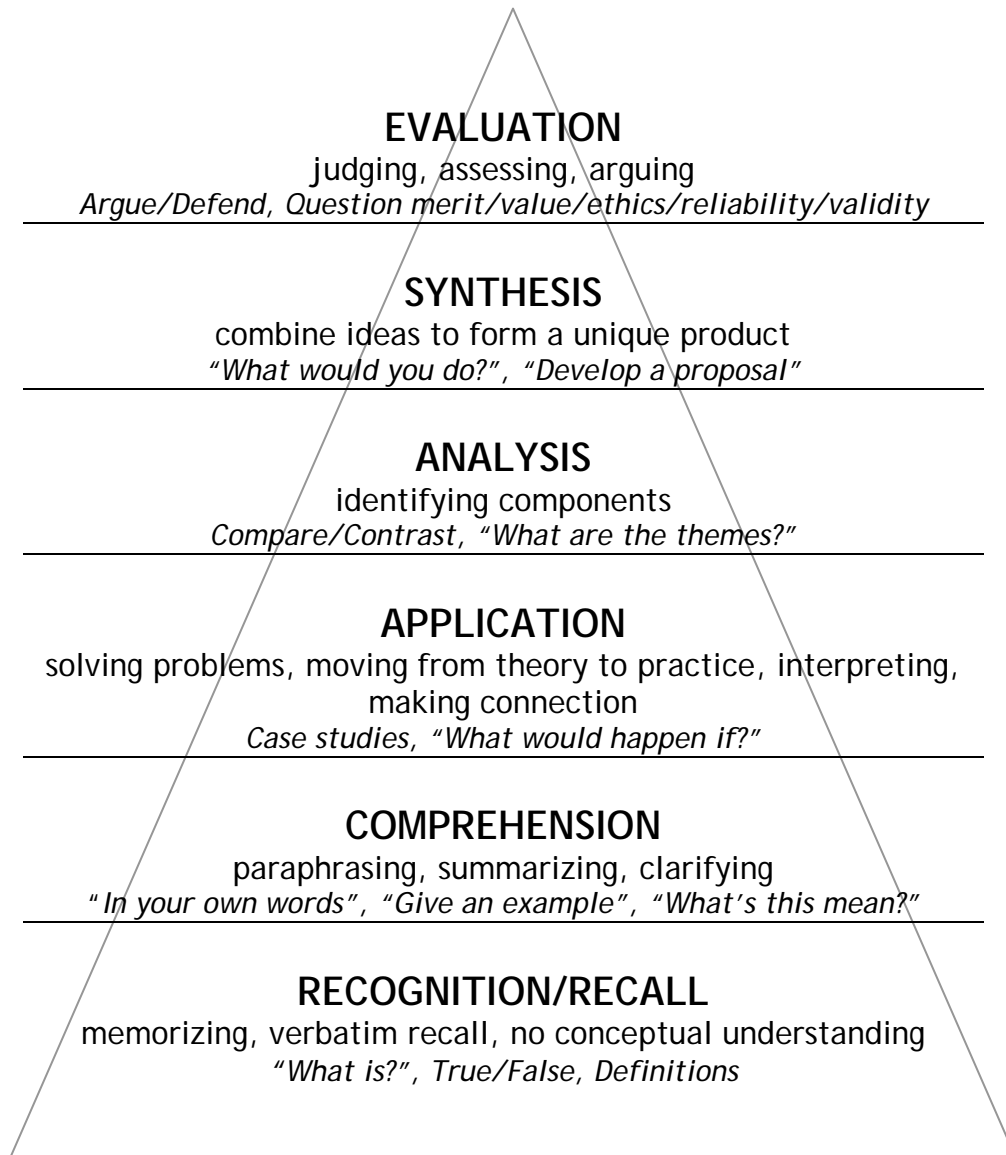 EVALUATION
judging, assessing, arguing
Argue/Defend, Question merit/value/ethics/reliability/validity
SYNTHESIS
combine ideas to form a unique product
“What would you do?”, “Develop a proposal”
ANALYSIS
identifying components
Compare/Contrast, “What are the themes?”
APPLICATION
solving problems, moving from theory to practice, interpreting,
making connection
Case studies, “What would happen if?”
COMPREHENSION
paraphrasing, summarizing, clarifying
“In your own words”, “Give an example”, “What's this mean?”
RECOGNITION/RECALL
memorizing, verbatim recall, no conceptual understanding
“What is?”, True/False, Definitions